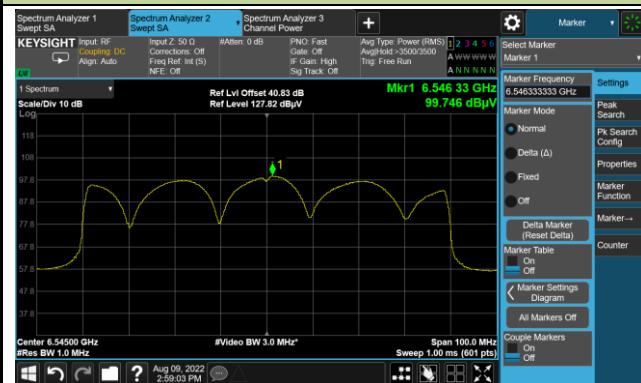 Spectrum Analyzer 1
Swept SA
Spectrum Analyzer 2
Swept SA
Spectrum Analyzer 3
Channel Power
Marker
KEYSIGHT
Input: RF
Coupling: DC
Align: Auto
Input Z: 50 Ω
Corrections: Off
Freq Ref: Int (S)
NFE: Off
#Atten: 0 dB
PNO: Fast
Gate: Off
IF Gain: High
Sig Track: Off
Avg Type: Power (RMS)
Avg|Hold: >3500/3500
Trig: Free Run
1 2 3 4 5 6
A W W W W W
A N N N N N
Select Marker
Marker 1
1 Spectrum
Scale/Div 10 dB
Log
Ref Lvl Offset 40.83 dB
Ref Level 127.82 dBµV
Mkr1 6.546 33 GHz
99.746 dBµV
118
108
97.8
87.8
77.8
67.8
57.8
47.8
37.8
1
Center 6.54500 GHz
#Res BW 1.0 MHz
#Video BW 3.0 MHz*
Span 100.0 MHz
Sweep 1.00 ms (601 pts)
Marker Frequency
6.546333333 GHz
Marker Mode
Normal
Delta (Δ)
Fixed
Off
Delta Marker
(Reset Delta)
Marker Table
On
Off
Marker Settings
Diagram
All Markers Off
Couple Markers
On
Off
Settings
Peak
Search
Pk Search
Config
Properties
Marker
Function
Marker→
Counter
Aug 09, 2022
2:59:03 PM